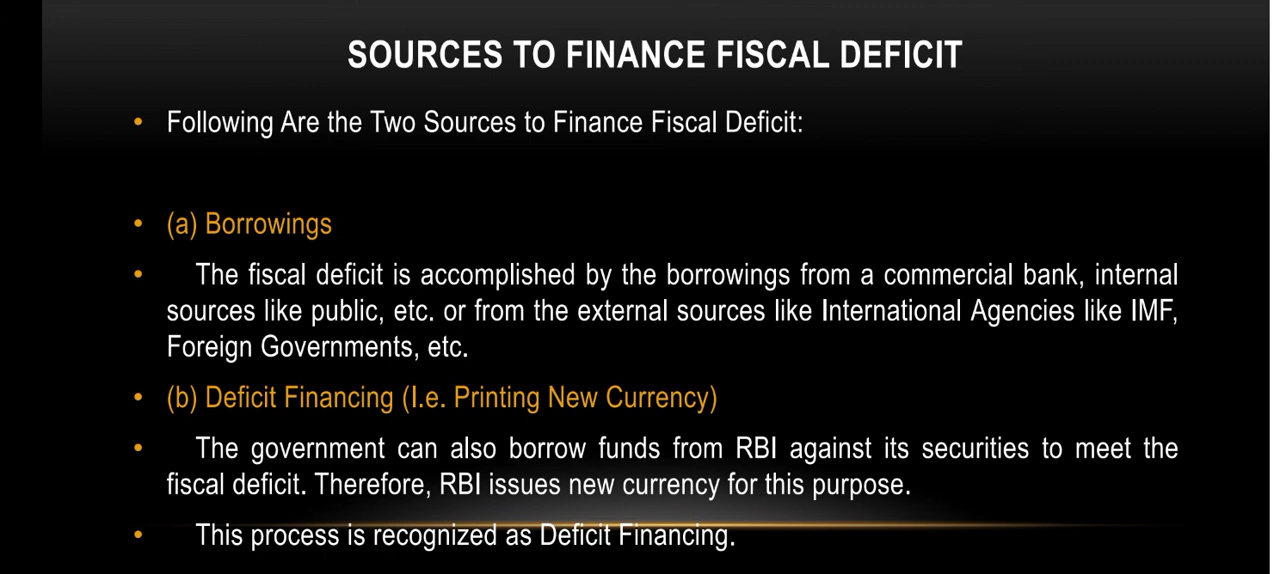 SOURCES TO FINANCE FISCAL DEFICIT
• Following Are the Two Sources to Finance Fiscal Deficit:
• (a) Borrowings
• The fiscal deficit is accomplished by the borrowings from a commercial bank, internal
sources like public, etc. or from the external sources like International Agencies like IMF,
Foreign Governments, etc.
• (b) Deficit Financing (I.e. Printing New Currency)
• The government can also borrow funds from RBI against its securities to meet the
fiscal deficit. Therefore, RBI issues new currency for this purpose.
• This process is recognized as Deficit Financing.